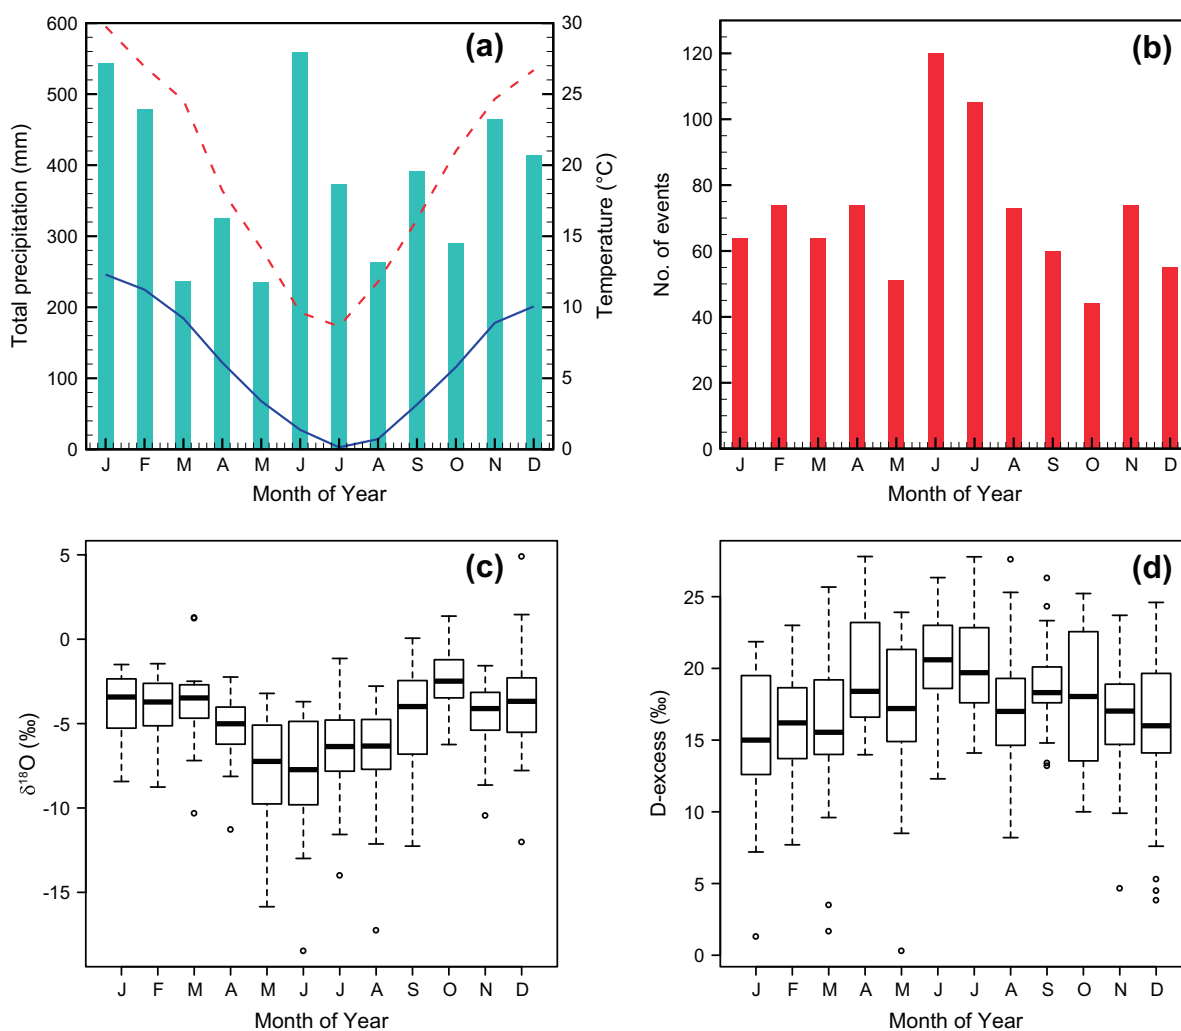 (a)
Total precipitation (mm)
600
500
400
300
200
100
0
30
25
20
15
10
5
0
Temperature (°C)
J F M A M J J A S O N D
Month of Year
(b)
No. of events
120
100
80
60
40
20
0
J F M A M J J A S O N D
Month of Year
(c)
δ¹⁸O (‰)
5
0
-5
-10
-15
J F M A M J J A S O N D
Month of Year
(d)
D-excess (‰)
25
20
15
10
5
0
J F M A M J J A S O N D
Month of Year